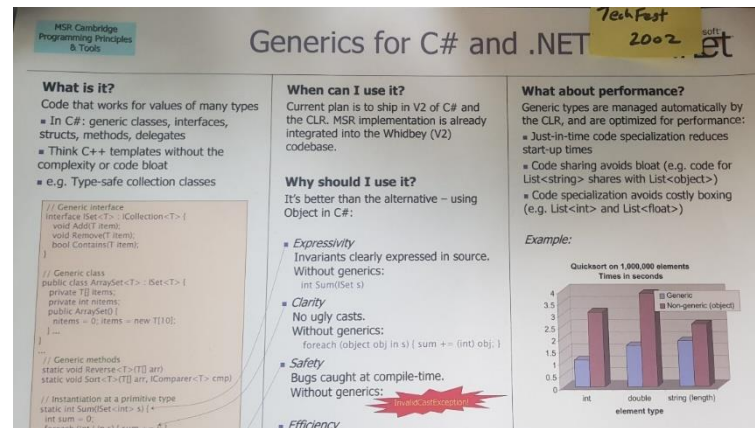 MSR Cambridge
Programming Principles
& Tools
Generics for C# and .NET
TechFest
2002
soft
et
What is it?
Code that works for values of many types
▪ In C#: generic classes, interfaces,
structs, methods, delegates
▪ Think C++ templates without the
complexity or code bloat
▪ e.g. Type-safe collection classes
// Generic interface
interface ISet<T> : ICollection<T> {
void Add(T item);
void Remove(T item);
bool Contains(T item);
}
// Generic class
public class ArraySet<T> : ISet<T> {
private T[] items;
private int nitems;
public ArraySet() {
nitems = 0; items = new T[10];
} ...
}
...
// Generic methods
static void Reverse<T>(T[] arr)
static void Sort<T>(T[] arr, IComparer<T> cmp)
// Instantiation at a primitive type
static int Sum(ISet<int> s) {
int sum = 0;
When can I use it?
Current plan is to ship in V2 of C# and
the CLR. MSR implementation is already
integrated into the Whidbey (V2)
codebase.
Why should I use it?
It's better than the alternative – using
Object in C#:
▪ Expressivity
Invariants clearly expressed in source.
Without generics:
int Sum(ISet s)
▪ Clarity
No ugly casts.
Without generics:
foreach (object obj in s) { sum += (int) obj; }
▪ Safety
Bugs caught at compile-time.
Without generics:
InvalidCastException!
▪ Efficiency
What about performance?
Generic types are managed automatically by
the CLR, and are optimized for performance:
▪ Just-in-time code specialization reduces
start-up times
▪ Code sharing avoids bloat (e.g. code for
List<string> shares with List<object>)
▪ Code specialization avoids costly boxing
(e.g. List<int> and List<float>)
Example:
Quicksort on 1,000,000 elements
Times in seconds
4
3.5
3
2.5
2
1.5
1
0.5
0
Generic
Non-generic (object)
int double string (length)
element type